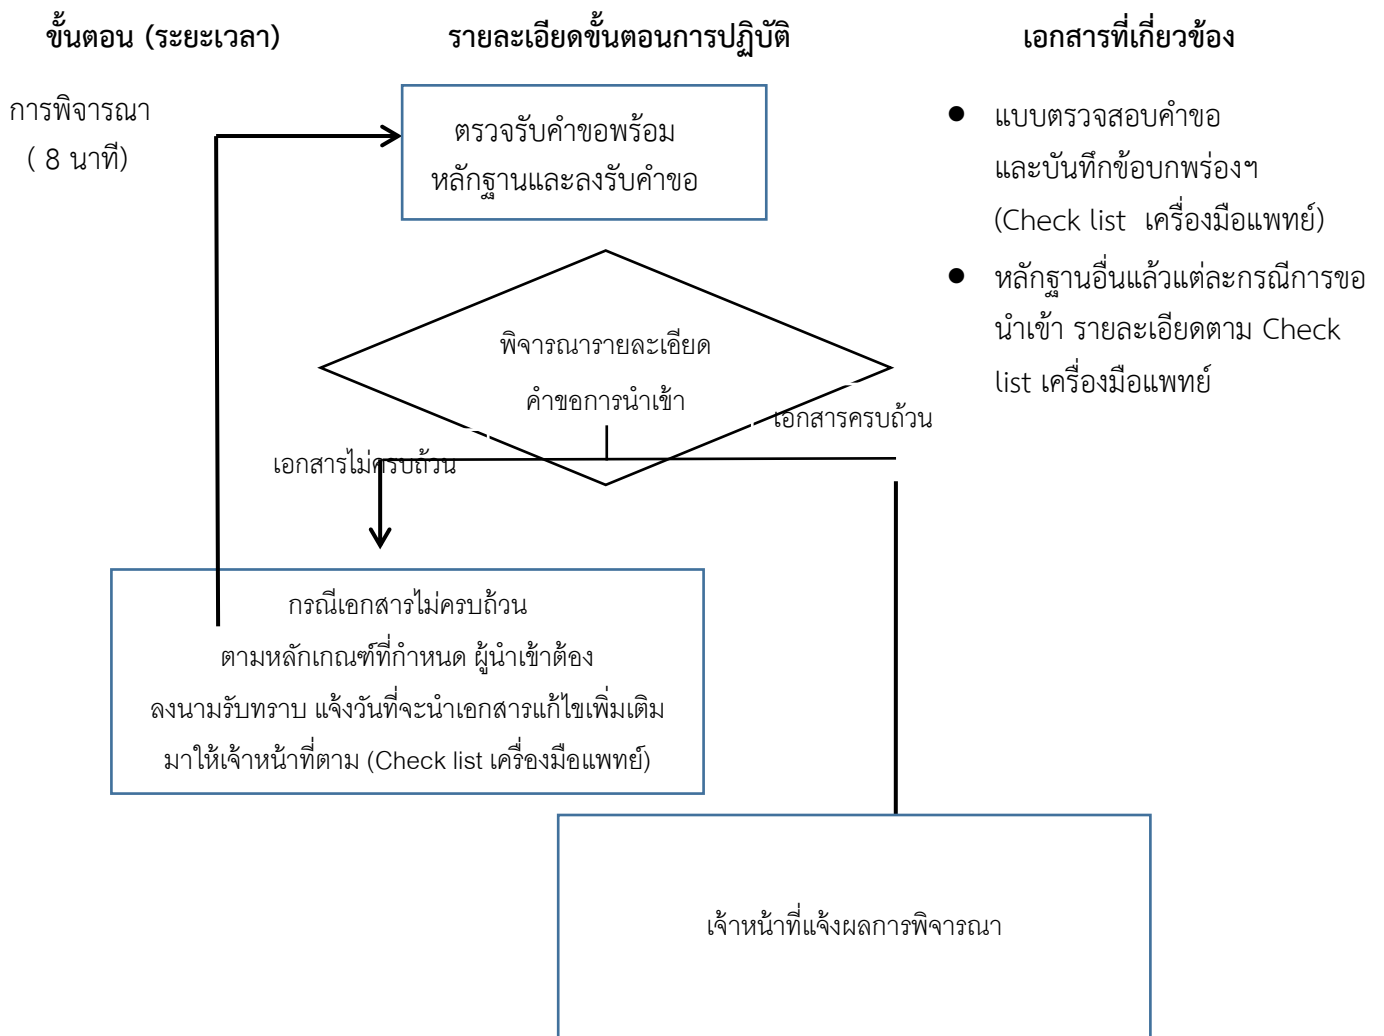 ขั้นตอน (ระยะเวลา)
รายละเอียดขั้นตอนการปฏิบัติ
เอกสารที่เกี่ยวข้อง
การพิจารณา
( 8 นาที)
ตรวจรับคำขอพร้อม
หลักฐานและลงรับคำขอ
● แบบตรวจสอบคำขอ
และบันทึกข้อบกพร่องฯ
(Check list เครื่องมือแพทย์)
● หลักฐานอื่นแล้วแต่ละกรณีการขอ
นำเข้า รายละเอียดตาม Check
list เครื่องมือแพทย์
พิจารณารายละเอียด
คำขอการนำเข้า
เอกสารครบถ้วน
เอกสารไม่ครบถ้วน
กรณีเอกสารไม่ครบถ้วน
ตามหลักเกณฑ์ที่กำหนด ผู้นำเข้าต้อง
ลงนามรับทราบ แจ้งวันที่จะนำเอกสารแก้ไขเพิ่มเติม
มาให้เจ้าหน้าที่ตาม (Check list เครื่องมือแพทย์)
เจ้าหน้าที่แจ้งผลการพิจารณา